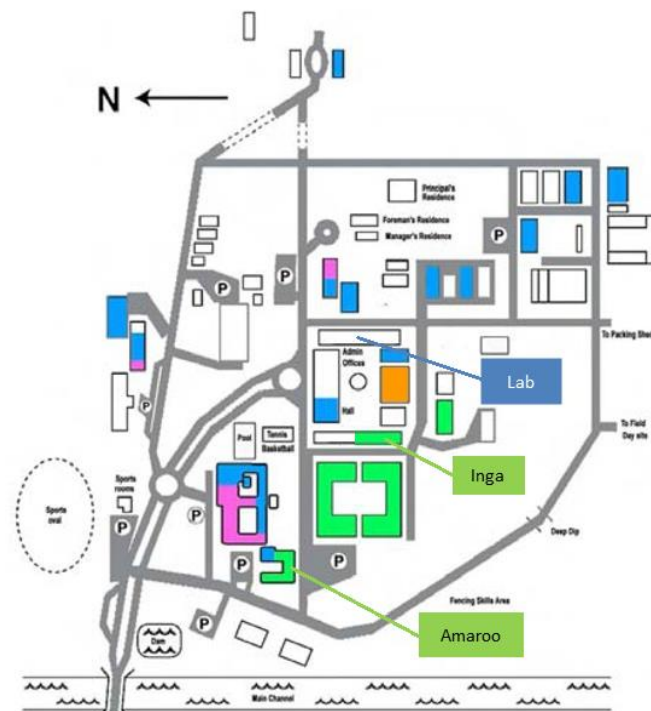 N
Principal's
Residence
Foreman's Residence
Manager's Residence
P
P
P
To Packing Shed
Admin
Offices
Lab
P
Hall
Pool
Tennis
Basketball
To Field
Day site
Inga
Sports
rooms
Sports
oval
P
P
Deep Dip
P
P
Fencing Skills Area
P
Amaroo
Dam
Main Channel